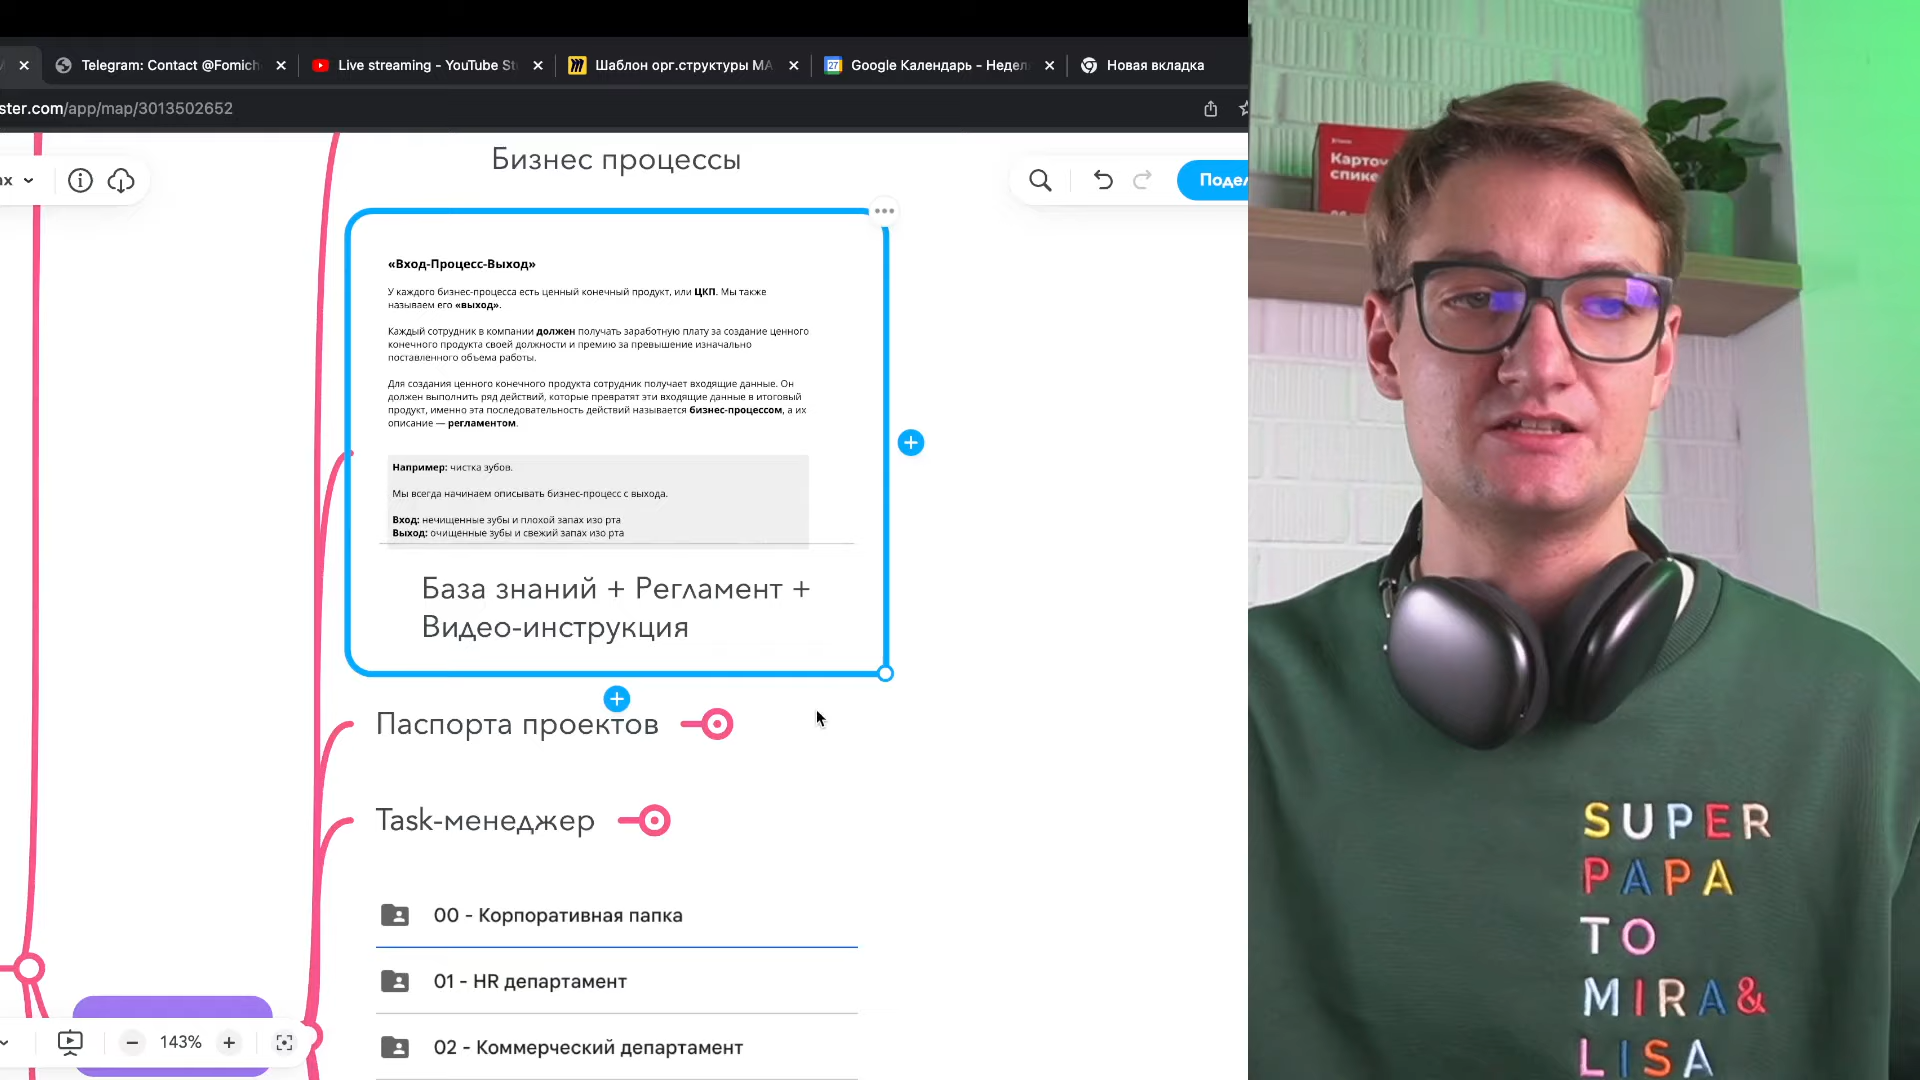 Telegram: Contact @Fomich
Live streaming - YouTube St
Шаблон орг.структуры МА
27
Google Календарь - Недел
Новая вкладка
ster.com/app/map/3013502652
Поде
Бизнес процессы
«Вход-Процесс-Выход»
У каждого бизнес-процесса есть ценный конечный продукт, или ЦКП. Мы также
называем его «выход».
Каждый сотрудник в компании должен получать заработную плату за создание ценного
конечного продукта своей должности и премию за превышение изначально
поставленного объема работы.
Для создания ценного конечного продукта сотрудник получает входящие данные. Он
должен выполнить ряд действий, которые превратят эти входящие данные в итоговый
продукт, именно эта последовательность действий называется бизнес-процессом, а их
описание — регламентом.
Например: чистка зубов.
Мы всегда начинаем описывать бизнес-процесс с выхода.
Вход: нечищенные зубы и плохой запах изо рта
Выход: очищенные зубы и свежий запах изо рта
База знаний + Регламент +
Видео-инструкция
Паспорта проектов
Task-менеджер
00 - Корпоративная папка
01 - HR департамент
02 - Коммерческий департамент
143%
Карточ
спике
SUPER
PAPA
TO
MIRA&
LISA